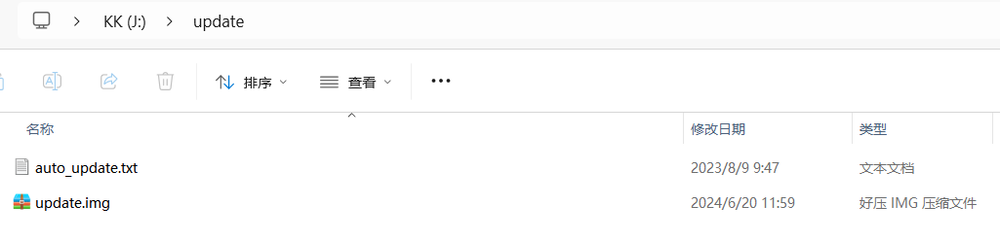 KK (J:) update
排序 查看
名称 修改日期 类型
auto_update.txt 2023/8/9 9:47 文本文档
update.img 2024/6/20 11:59 好压 IMG 压缩文件